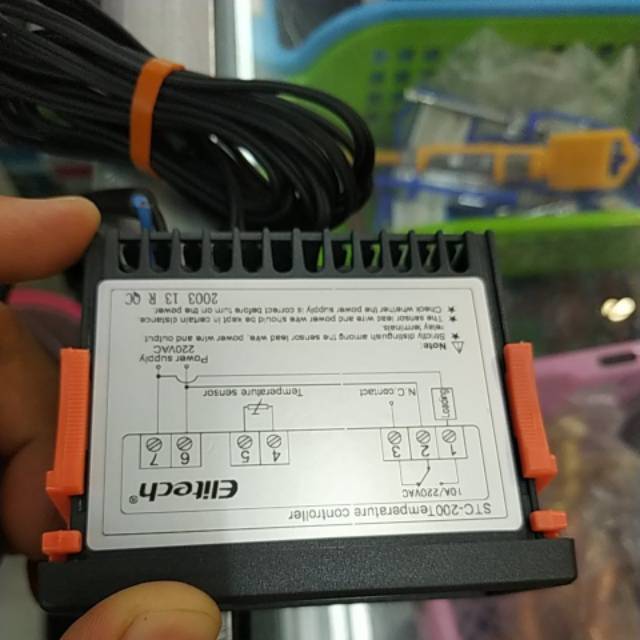 STC-200Temperature controller
Elitech®
10A/220VAC
1 2 3 4 5 6 7
N.C contact
Temperature sensor
Power supply
220VAC
Note
★ Strictly distinguish among the sensor lead, wire, power wire and output
relay terminals.
★ The sensor lead wire and power wire should be kept in certain distance.
★ Check whether the power supply is correct before turn on the power
2003 13 R QC